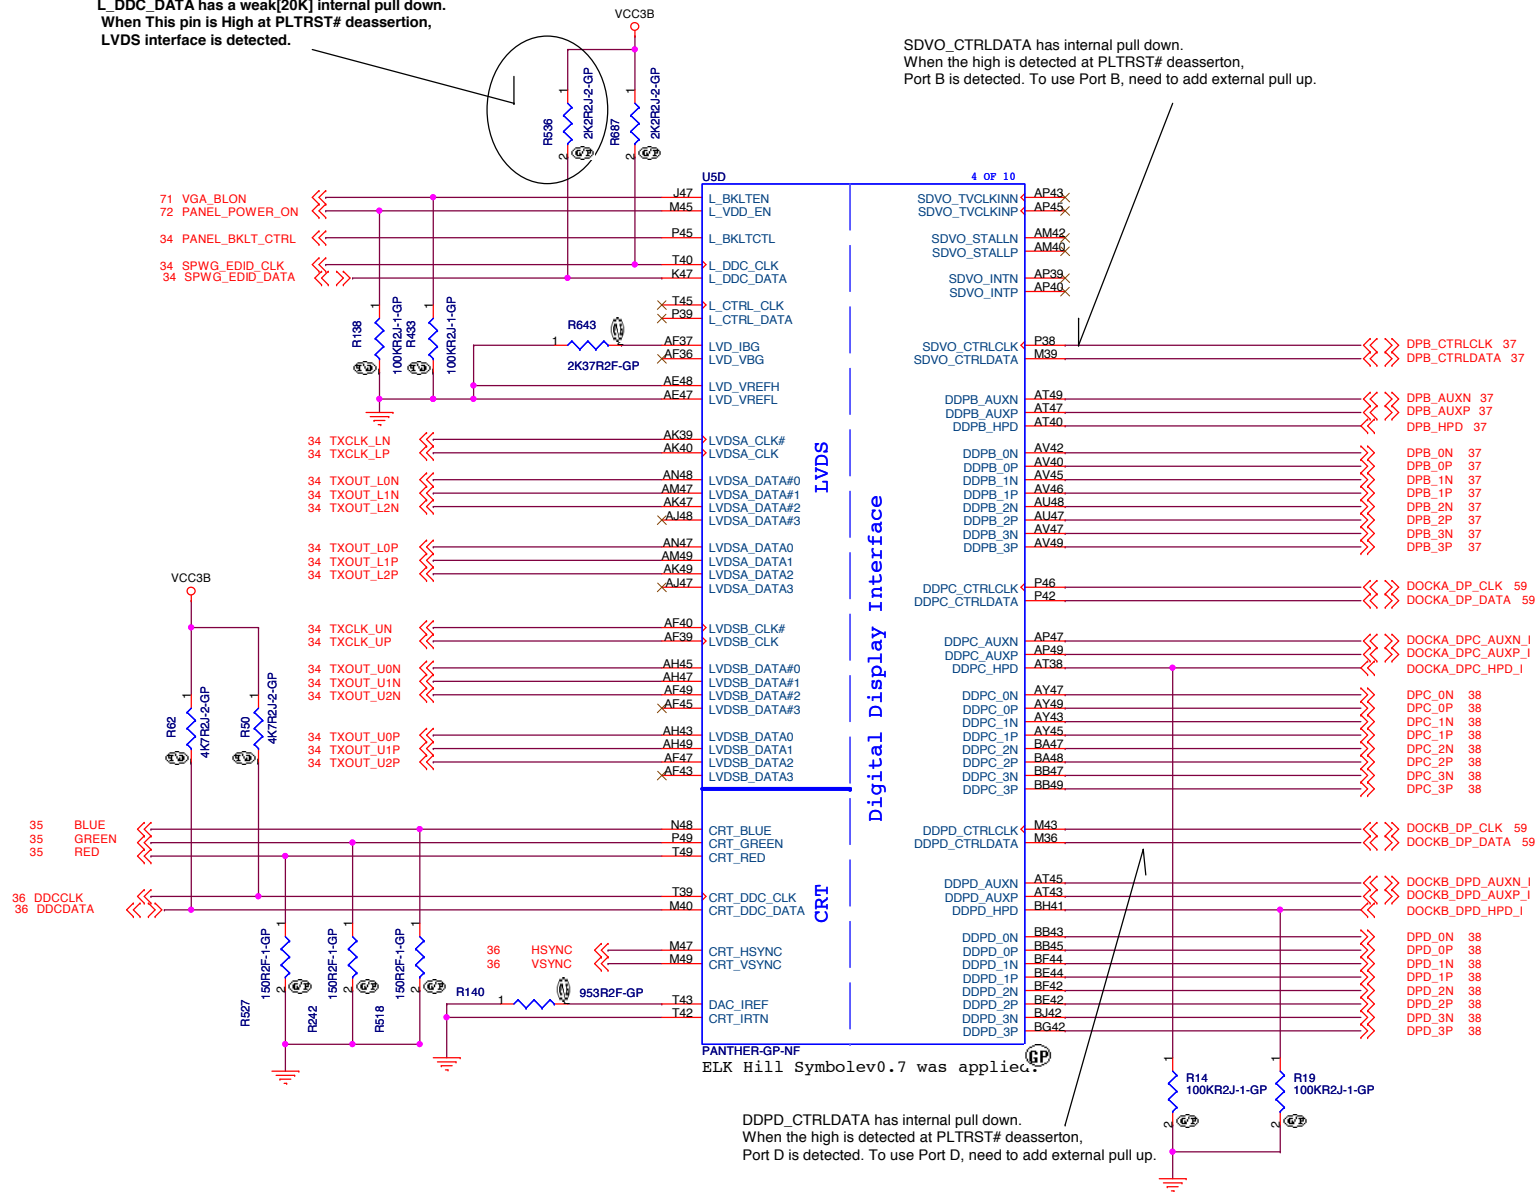 L_DDC_DATA has a weak[20K] internal pull down.
When This pin is High at PLTRST# deassertion,
LVDS interface is detected.
VCC3B
SDVO_CTRLDATA has internal pull down.
When the high is detected at PLTRST# deasserton,
Port B is detected. To use Port B, need to add external pull up.
1 R536 2K2R2J-2-GP 2
1 R687 2K2R2J-2-GP 2
U5D 4 OF 10
71 VGA_BLON J47 L_BKLTEN
72 PANEL_POWER_ON M45 L_VDD_EN
34 PANEL_BKLT_CTRL P45 L_BKLTCTL
34 SPWG_EDID_CLK T40 L_DDC_CLK
34 SPWG_EDID_DATA K47 L_DDC_DATA
T45 L_CTRL_CLK
P39 L_CTRL_DATA
1 R138 100KR2J-1-GP
1 R433 100KR2J-1-GP
R643 1 2K37R2F-GP
AF37 LVD_IBG
AF36 LVD_VBG
AE48 LVD_VREFH
AE47 LVD_VREFL
34 TXCLK_LN AK39 LVDSA_CLK#
34 TXCLK_LP AK40 LVDSA_CLK
34 TXOUT_L0N AN48 LVDSA_DATA#0
34 TXOUT_L1N AM47 LVDSA_DATA#1
34 TXOUT_L2N AK47 LVDSA_DATA#2
AJ48 LVDSA_DATA#3
34 TXOUT_L0P AN47 LVDSA_DATA0
34 TXOUT_L1P AM49 LVDSA_DATA1
34 TXOUT_L2P AK49 LVDSA_DATA2
AJ47 LVDSA_DATA3
34 TXCLK_UN AF40 LVDSB_CLK#
34 TXCLK_UP AF39 LVDSB_CLK
34 TXOUT_U0N AH45 LVDSB_DATA#0
34 TXOUT_U1N AH47 LVDSB_DATA#1
34 TXOUT_U2N AF49 LVDSB_DATA#2
AF45 LVDSB_DATA#3
34 TXOUT_U0P AH43 LVDSB_DATA0
34 TXOUT_U1P AH49 LVDSB_DATA1
34 TXOUT_U2P AF47 LVDSB_DATA2
AF43 LVDSB_DATA3
LVDS
Digital Display Interface
CRT
VCC3B
1 R62 4K7R2J-2-GP
1 R50 4K7R2J-2-GP
35 BLUE N48 CRT_BLUE
35 GREEN P49 CRT_GREEN
35 RED T49 CRT_RED
36 DDCCLK T39 CRT_DDC_CLK
36 DDCDATA M40 CRT_DDC_DATA
36 HSYNC M47 CRT_HSYNC
36 VSYNC M49 CRT_VSYNC
1 R527 150R2F-1-GP 2
1 R242 150R2F-1-GP 2
1 R518 150R2F-1-GP 2
R140 1 953R2F-GP
T43 DAC_IREF
T42 CRT_IRTN
SDVO_TVCLKINN AP43
SDVO_TVCLKINP AP45
SDVO_STALLN AM42
SDVO_STALLP AM40
SDVO_INTN AP39
SDVO_INTP AP40
SDVO_CTRLCLK P38 DPB_CTRLCLK 37
SDVO_CTRLDATA M39 DPB_CTRLDATA 37
DDPB_AUXN AT49 DPB_AUXN 37
DDPB_AUXP AT47 DPB_AUXP 37
DDPB_HPD AT40 DPB_HPD 37
DDPB_0N AV42 DPB_0N 37
DDPB_0P AV40 DPB_0P 37
DDPB_1N AV45 DPB_1N 37
DDPB_1P AV46 DPB_1P 37
DDPB_2N AU48 DPB_2N 37
DDPB_2P AU47 DPB_2P 37
DDPB_3N AV47 DPB_3N 37
DDPB_3P AV49 DPB_3P 37
DDPC_CTRLCLK P46 DOCKA_DP_CLK 59
DDPC_CTRLDATA P42 DOCKA_DP_DATA 59
DDPC_AUXN AP47 DOCKA_DPC_AUXN_I
DDPC_AUXP AP49 DOCKA_DPC_AUXP_I
DDPC_HPD AT38 DOCKA_DPC_HPD_I
DDPC_0N AY47 DPC_0N 38
DDPC_0P AY49 DPC_0P 38
DDPC_1N AY43 DPC_1N 38
DDPC_1P AY45 DPC_1P 38
DDPC_2N BA47 DPC_2N 38
DDPC_2P BA48 DPC_2P 38
DDPC_3N BB47 DPC_3N 38
DDPC_3P BB49 DPC_3P 38
DDPD_CTRLCLK M43 DOCKB_DP_CLK 59
DDPD_CTRLDATA M36 DOCKB_DP_DATA 59
DDPD_AUXN AT45 DOCKB_DPD_AUXN_I
DDPD_AUXP AT43 DOCKB_DPD_AUXP_I
DDPD_HPD BH41 DOCKB_DPD_HPD_I
DDPD_0N BB43 DPD_0N 38
DDPD_0P BB45 DPD_0P 38
DDPD_1N BF44 DPD_1N 38
DDPD_1P BE44 DPD_1P 38
DDPD_2N BF42 DPD_2N 38
DDPD_2P BE42 DPD_2P 38
DDPD_3N BJ42 DPD_3N 38
DDPD_3P BG42 DPD_3P 38
PANTHER-GP-NF
ELK Hill Symbolev0.7 was applied.
GP
1 R14 100KR2J-1-GP 2
1 R19 100KR2J-1-GP 2
DDPD_CTRLDATA has internal pull down.
When the high is detected at PLTRST# deasserton,
Port D is detected. To use Port D, need to add external pull up.